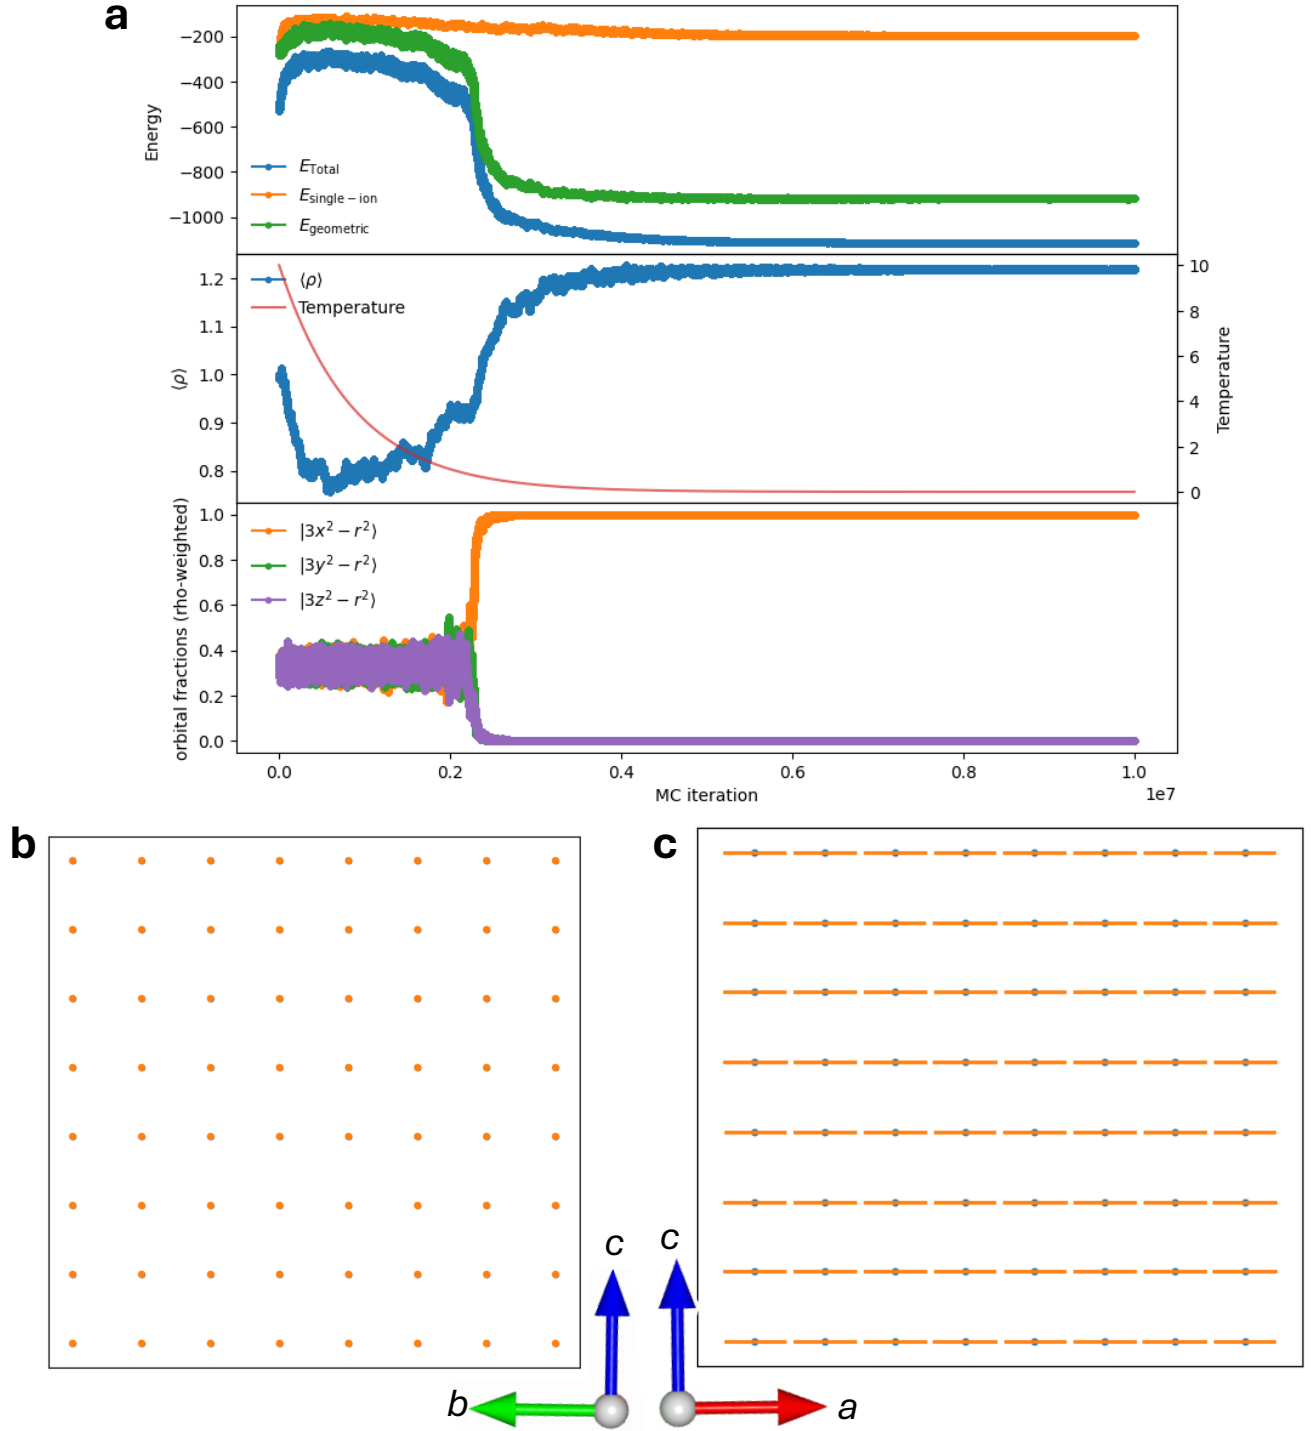 a
−200
−400
−600
−800
−1000
Energy
E_Total
E_single−ion
E_geometric
1.2
1.1
1.0
0.9
0.8
⟨ρ⟩
⟨ρ⟩
Temperature
10
8
6
4
2
0
Temperature
1.0
0.8
0.6
0.4
0.2
0.0
orbital fractions (rho-weighted)
|3x² − r²⟩
|3y² − r²⟩
|3z² − r²⟩
0.0 0.2 0.4 0.6 0.8 1.0
MC iteration
1e7
b
c
c
b
c
a